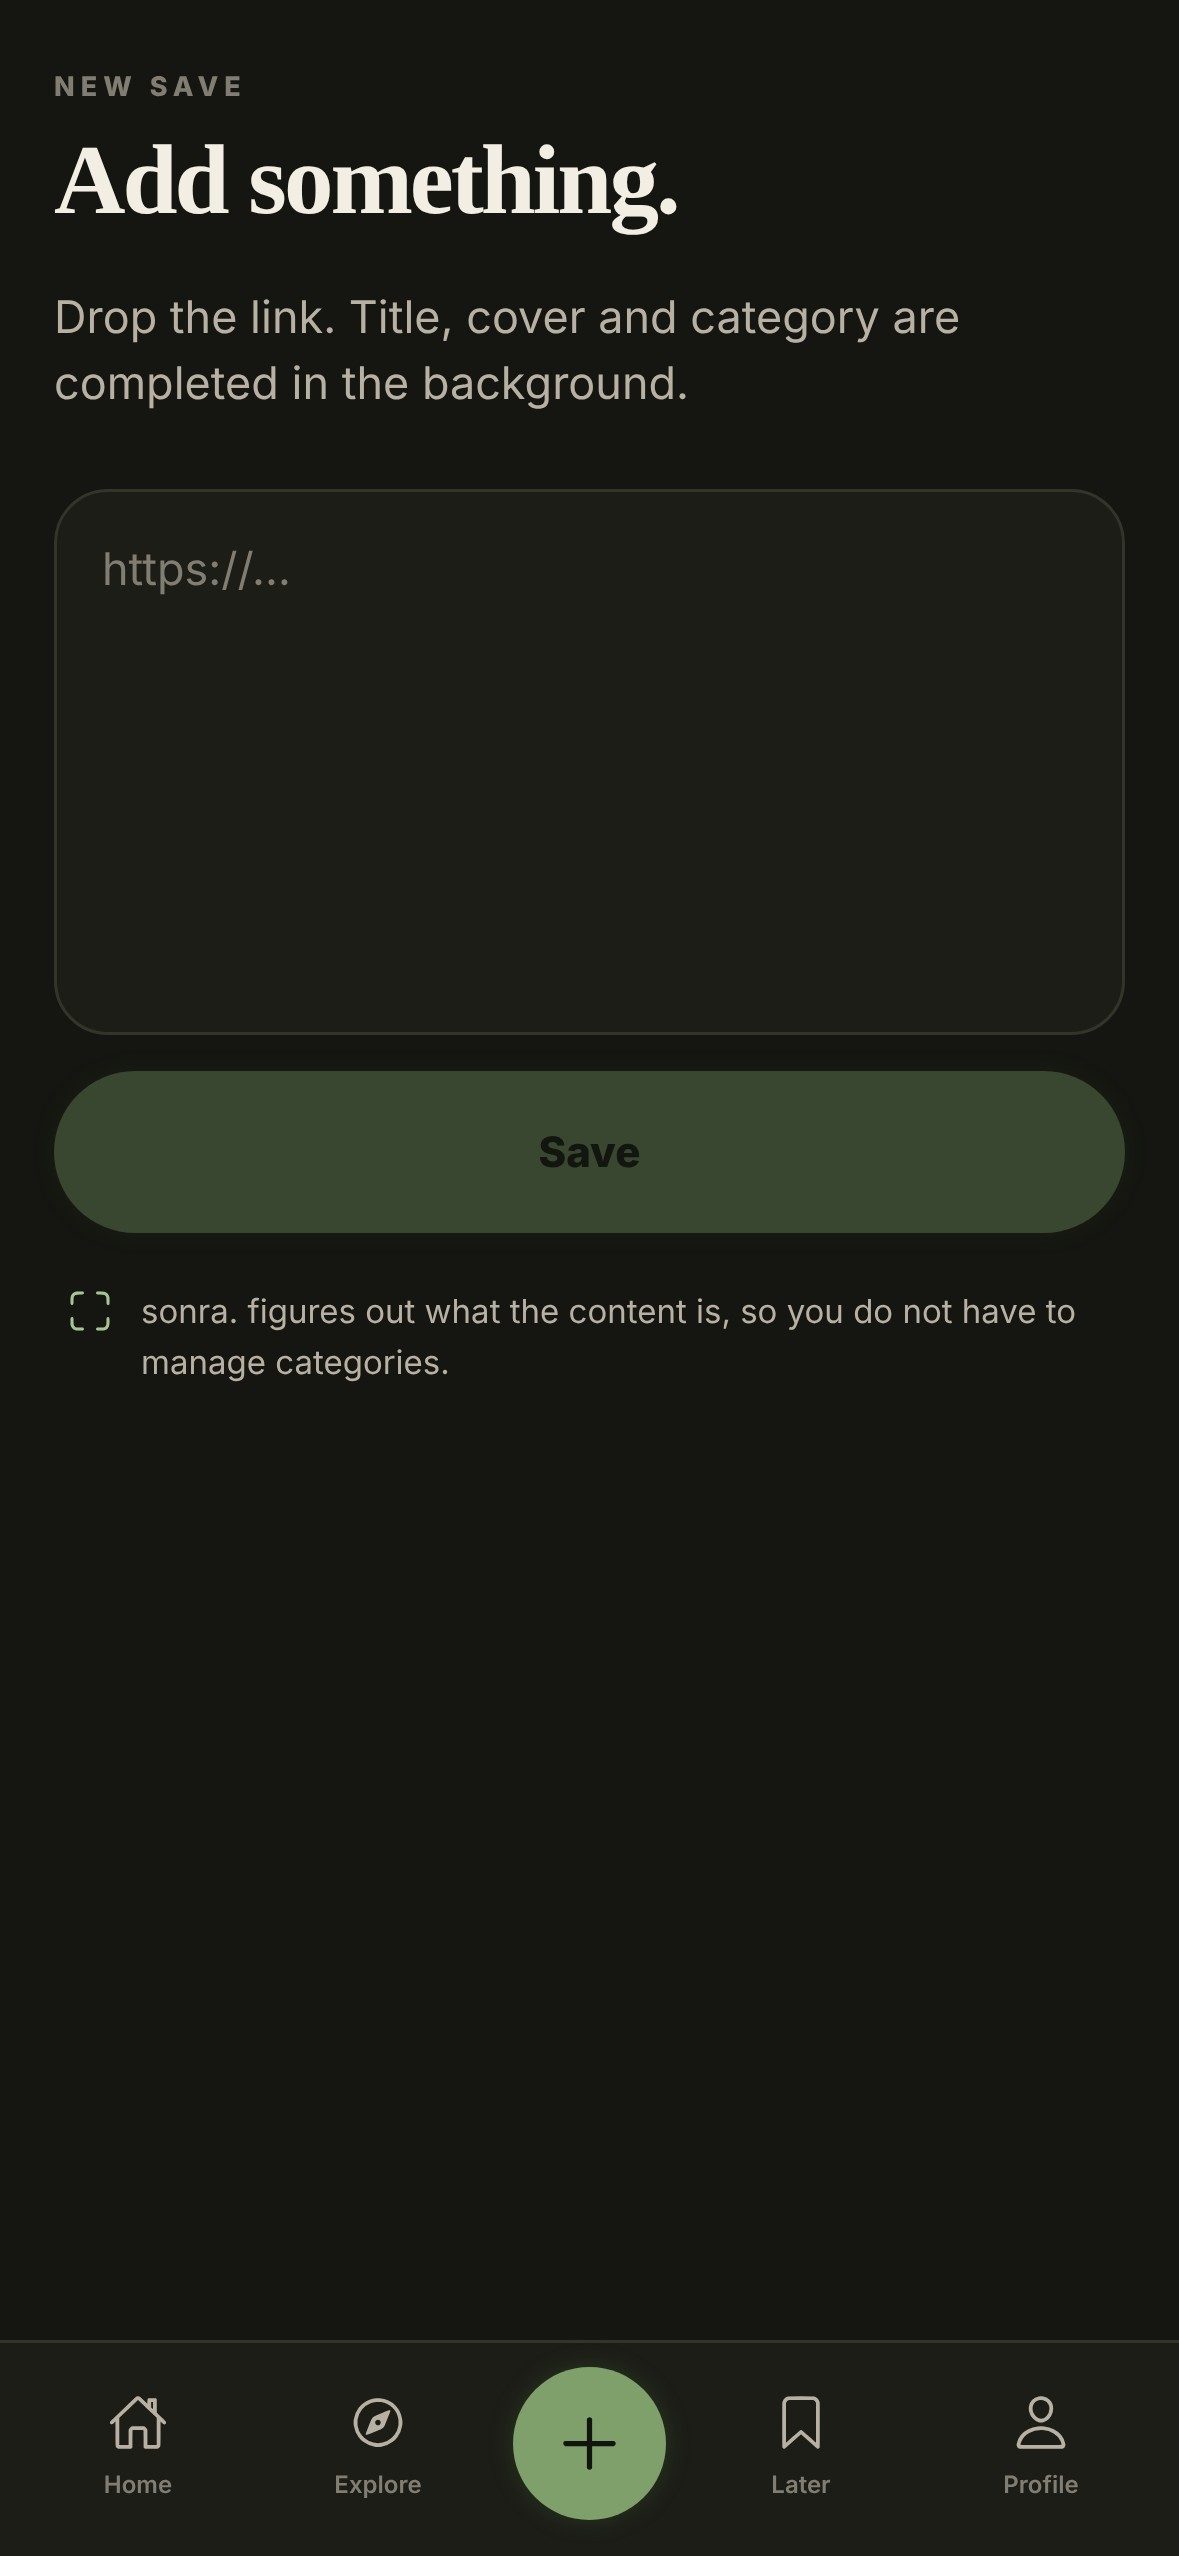 NEW SAVE
Add something.
Drop the link. Title, cover and category are
completed in the background.
https://...
Save
sonra. figures out what the content is, so you do not have to
manage categories.
Home
Explore
Later
Profile